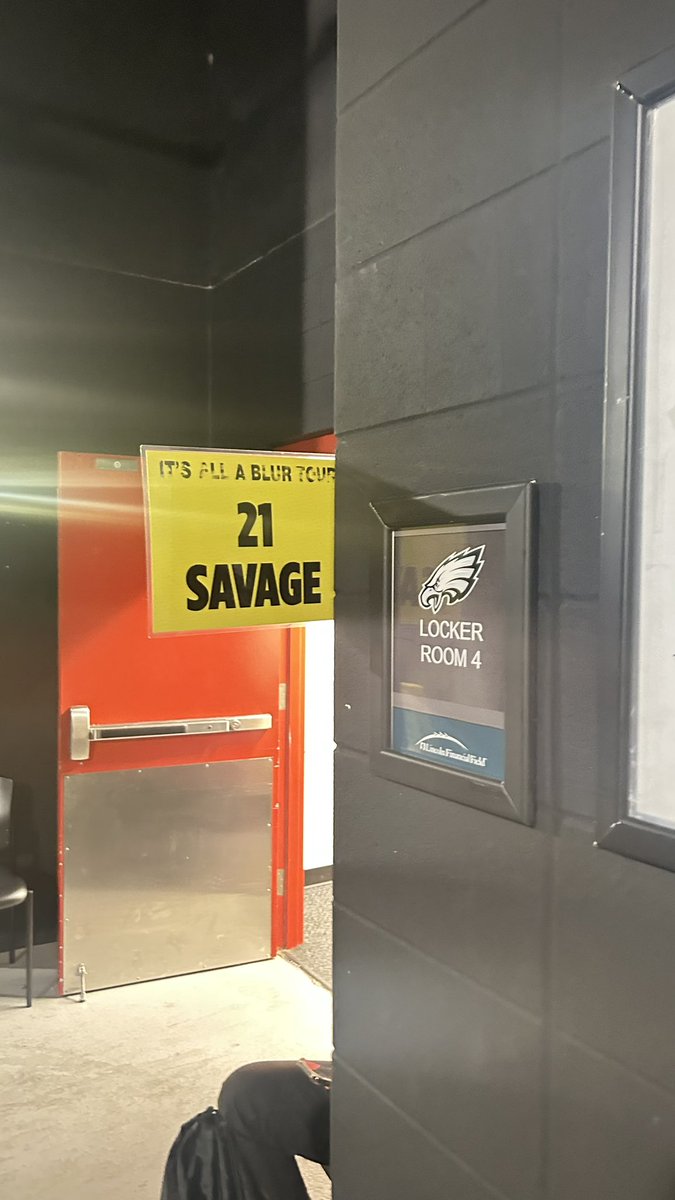 IT'S ALL A BLUR TOUR
21
SAVAGE
LOCKER
ROOM 4
Lincoln Financial Field